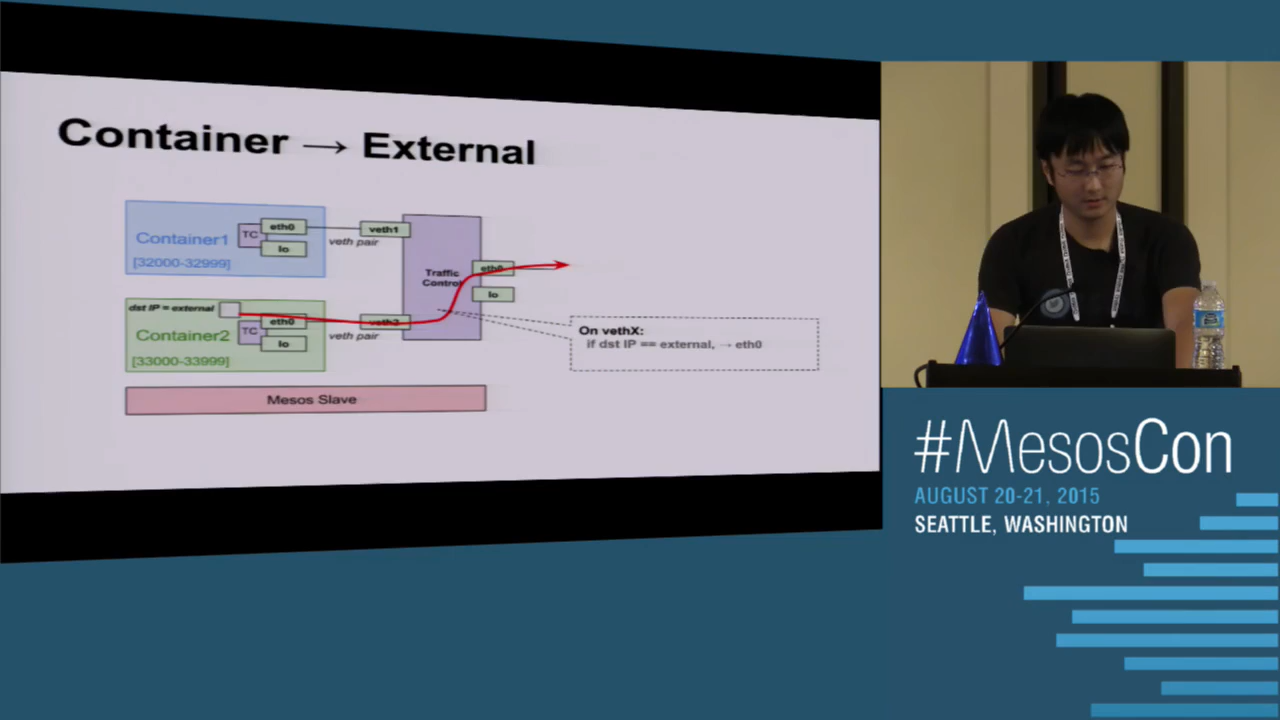 Container → External
Container1
[32000-32999]
TC
eth0
lo
veth pair
veth1
Traffic
Control
eth0
lo
dst IP = external
Container2
[33000-33999]
TC
eth0
lo
veth pair
veth2
On vethX:
if dst IP == external, → eth0
Mesos Slave
#MesosCon
AUGUST 20-21, 2015
SEATTLE, WASHINGTON